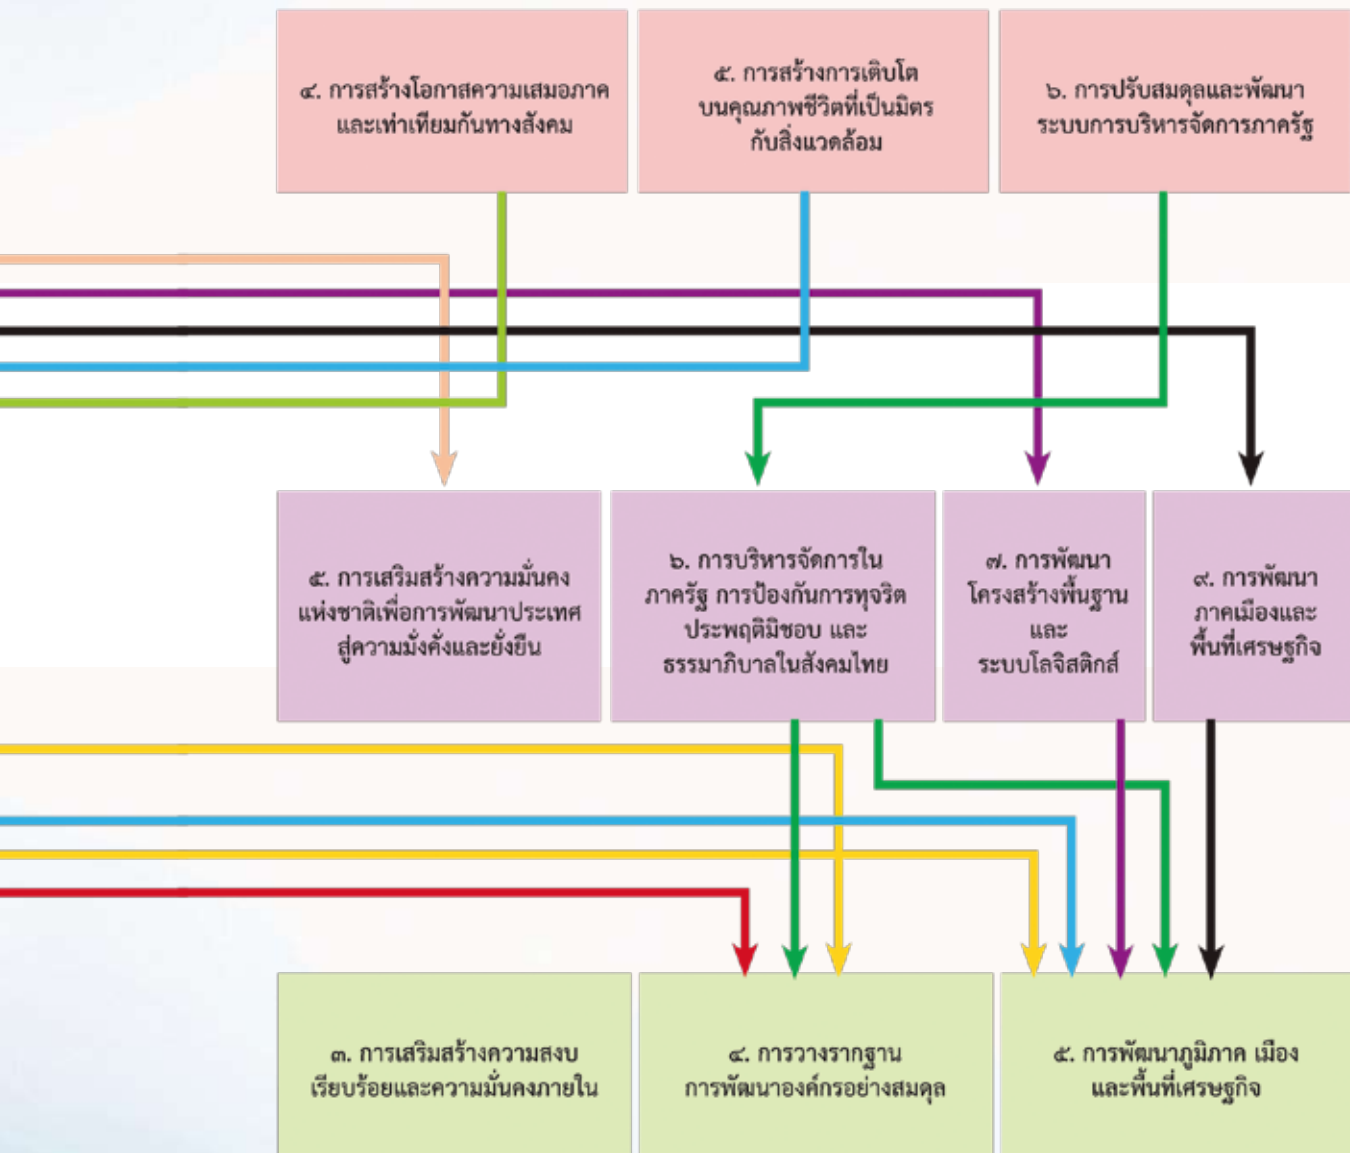 ๔. การสร้างโอกาสความเสมอภาค
และเท่าเทียมกันทางสังคม
๕. การสร้างการเติบโต
บนคุณภาพชีวิตที่เป็นมิตร
กับสิ่งแวดล้อม
๖. การปรับสมดุลและพัฒนา
ระบบการบริหารจัดการภาครัฐ
๕. การเสริมสร้างความมั่นคง
แห่งชาติเพื่อการพัฒนาประเทศ
สู่ความมั่งคั่งและยั่งยืน
๖. การบริหารจัดการใน
ภาครัฐ การป้องกันการทุจริต
ประพฤติมิชอบ และ
ธรรมาภิบาลในสังคมไทย
๗. การพัฒนา
โครงสร้างพื้นฐาน
และ
ระบบโลจิสติกส์
๙. การพัฒนา
ภาคเมืองและ
พื้นที่เศรษฐกิจ
๓. การเสริมสร้างความสงบ
เรียบร้อยและความมั่นคงภายใน
๔. การวางรากฐาน
การพัฒนาองค์กรอย่างสมดุล
๕. การพัฒนาภูมิภาค เมือง
และพื้นที่เศรษฐกิจ